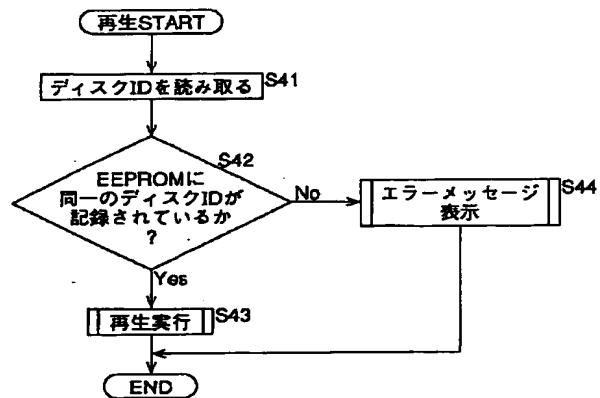 再生START
ディスクIDを読み取る
S41
S42
EEPROMに
同一のディスクIDが
記録されているか
?
No
エラーメッセージ
表示
S44
Yes
再生実行
S43
END